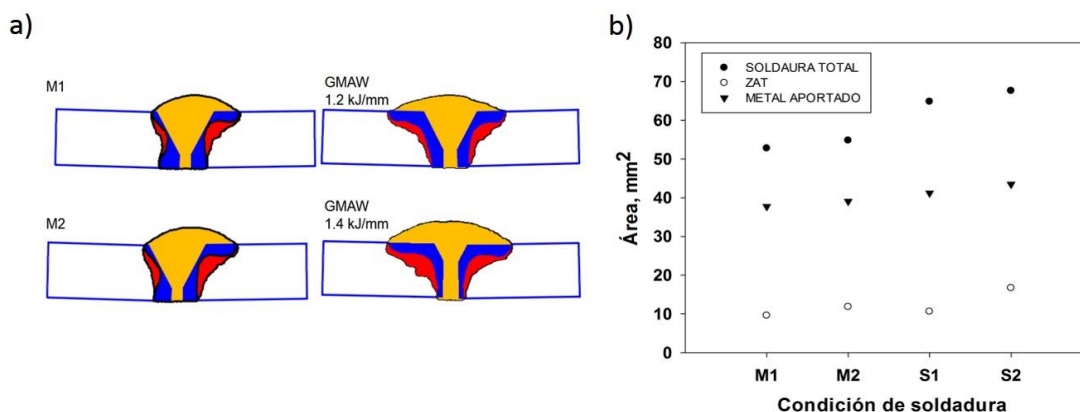 a)
M1
GMAW
1.2 kJ/mm
M2
GMAW
1.4 kJ/mm
b)
SOLDAURA TOTAL
ZAT
METAL APORTADO
Área, mm2
80
70
60
50
40
30
20
10
0
M1 M2 S1 S2
Condición de soldadura